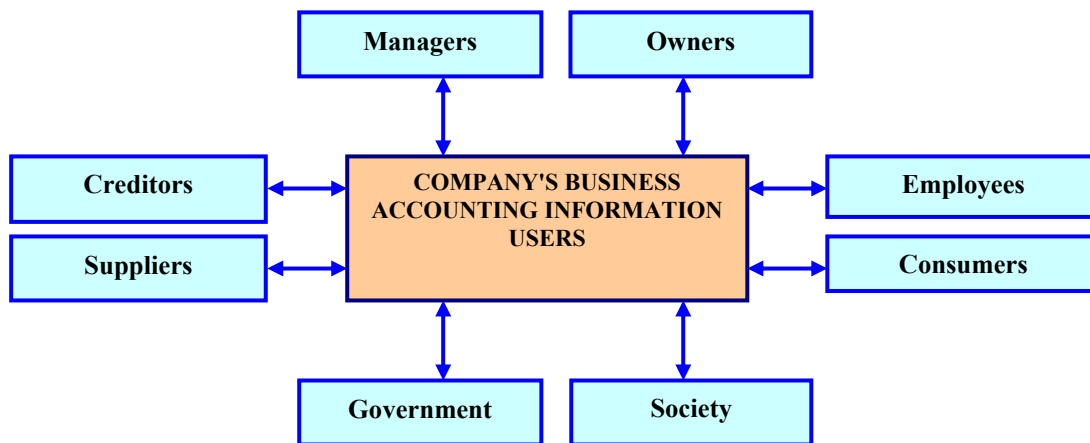 Managers
Owners
Creditors
COMPANY'S BUSINESS
ACCOUNTING INFORMATION
USERS
Employees
Suppliers
Consumers
Government
Society